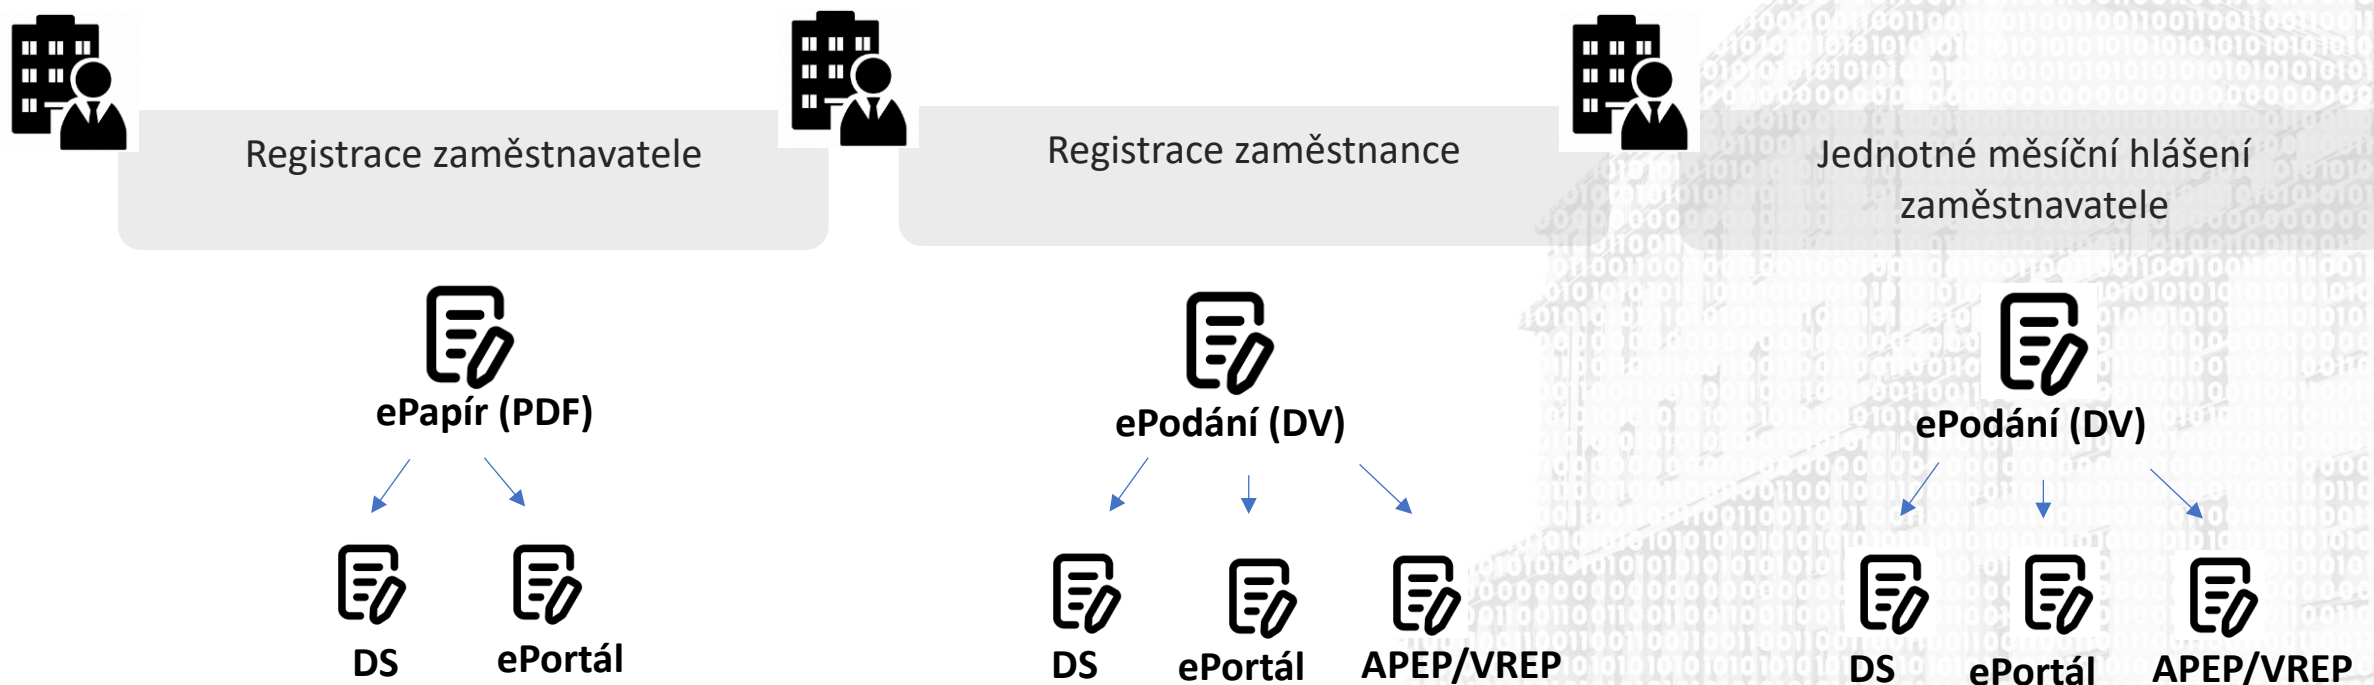 Registrace zaměstnavatele
Registrace zaměstnance
Jednotné měsíční hlášení
zaměstnavatele
ePapír (PDF)
ePodání (DV)
ePodání (DV)
DS
ePortál
DS
ePortál
APEP/VREP
DS
ePortál
APEP/VREP